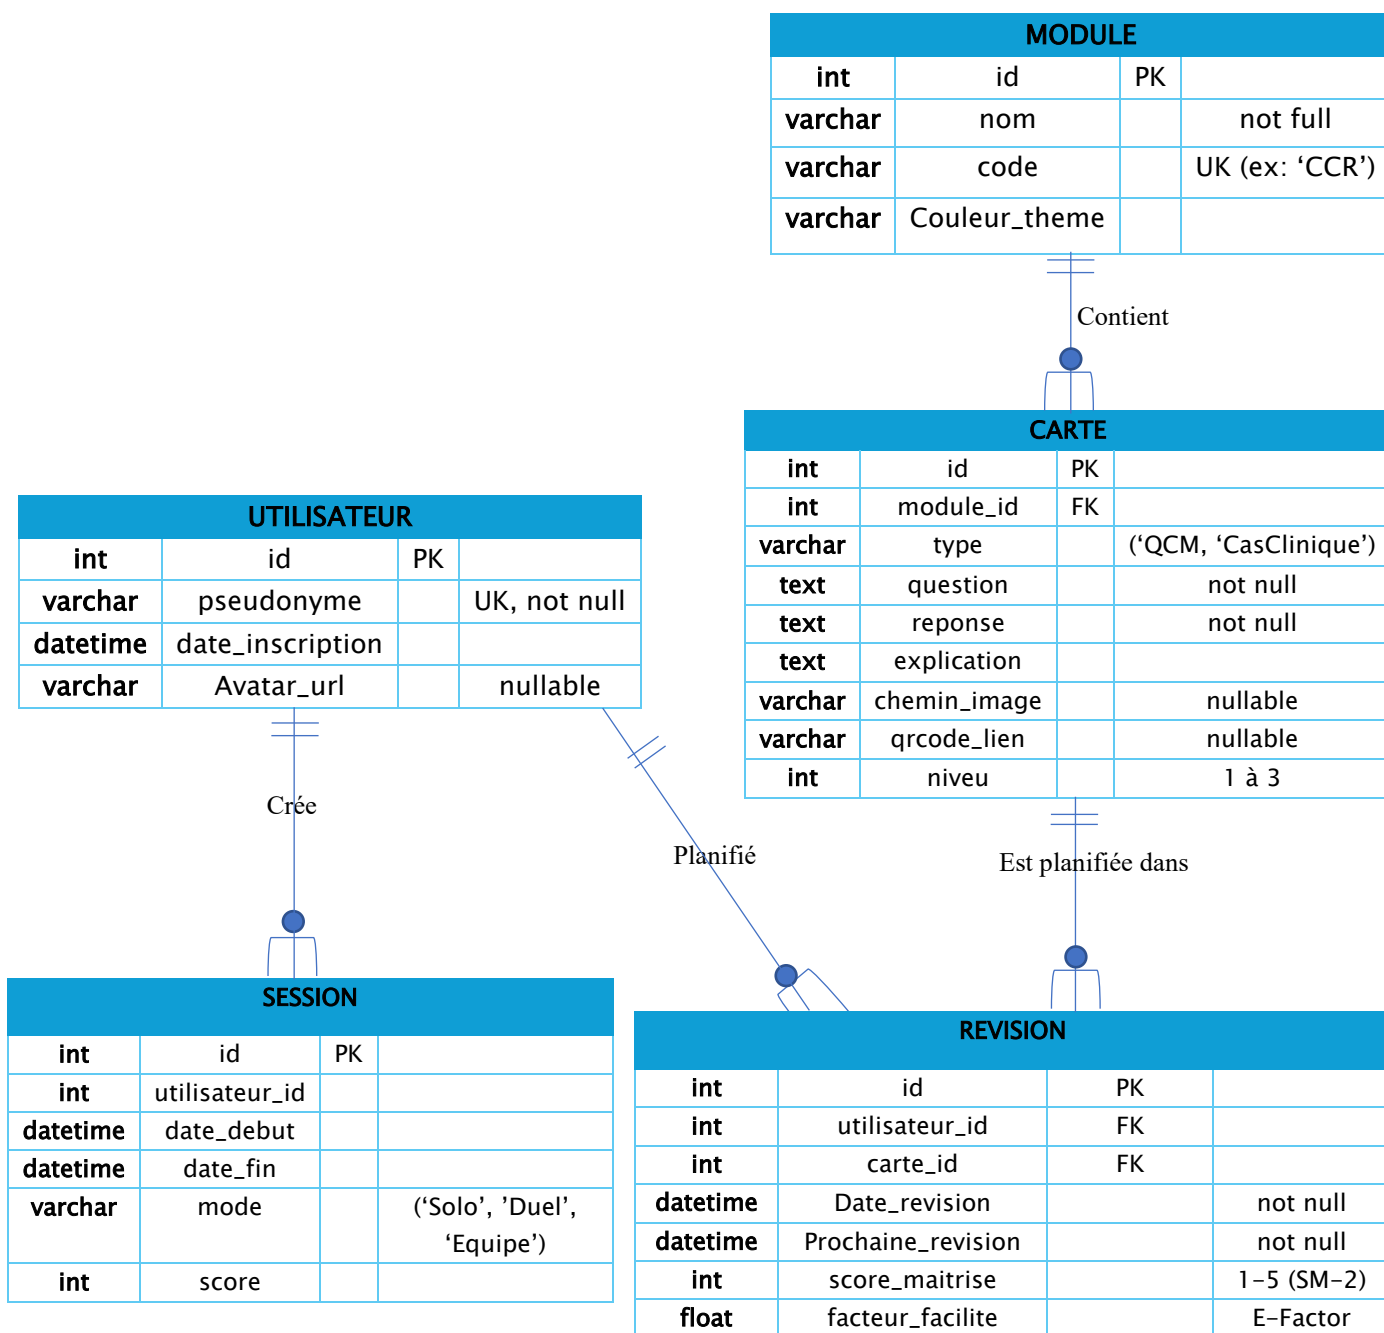 MODULE
int id PK
varchar nom not full
varchar code UK (ex: ‘CCR’)
varchar Couleur_theme
Contient
CARTE
int id PK
int module_id FK
varchar type (‘QCM, ‘CasClinique’)
text question not null
text reponse not null
text explication
varchar chemin_image nullable
varchar qrcode_lien nullable
int niveu 1 à 3
UTILISATEUR
int id PK
varchar pseudonyme UK, not null
datetime date_inscription
varchar Avatar_url nullable
Crée
Planifié
Est planifiée dans
SESSION
int id PK
int utilisateur_id
datetime date_debut
datetime date_fin
varchar mode (‘Solo’, ’Duel’,
‘Equipe’)
int score
REVISION
int id PK
int utilisateur_id FK
int carte_id FK
datetime Date_revision not null
datetime Prochaine_revision not null
int score_maitrise 1-5 (SM-2)
float facteur_facilite E-Factor